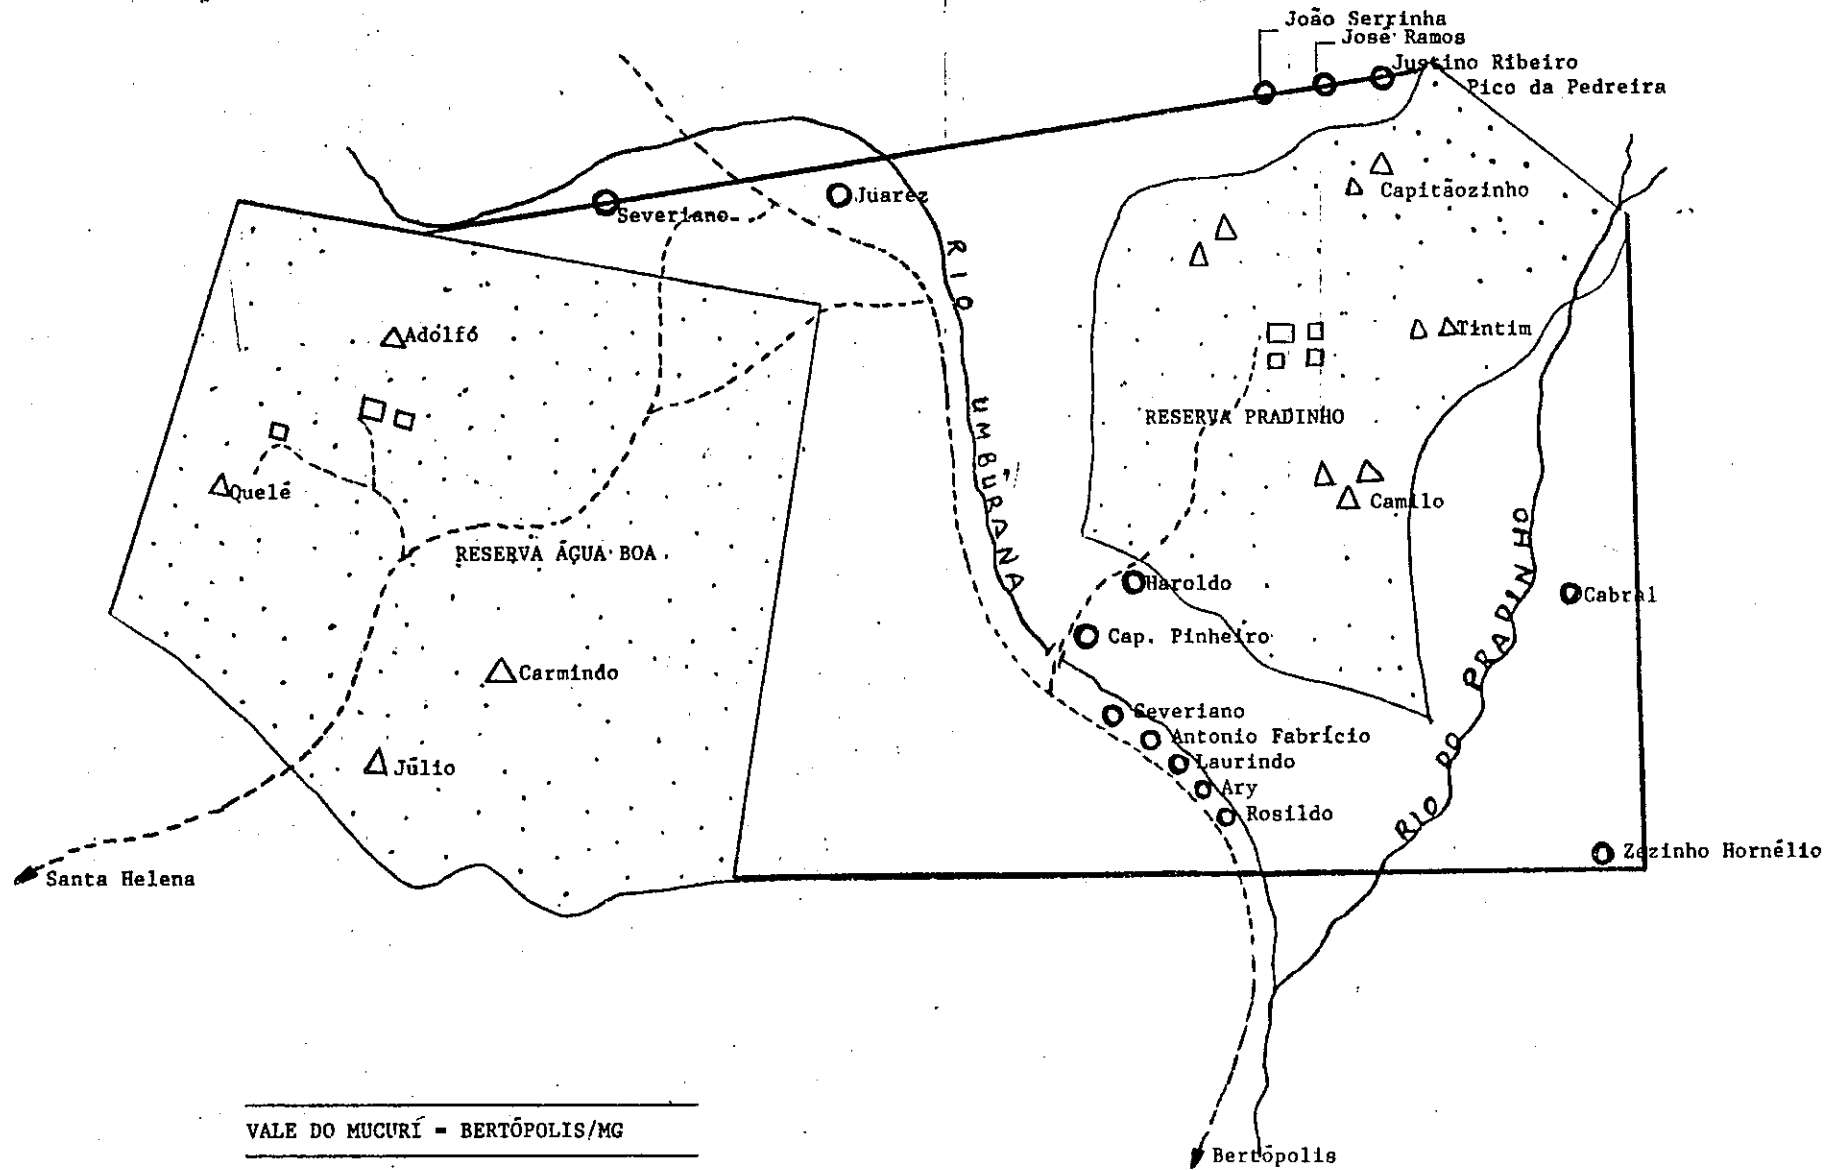 João Serrinha
José Ramos
Justino Ribeiro
Pico da Pedreira
Capitãozinho
Severiano
Juarez
RIO UMBURANA
Adolfó
Tintim
RESERVA PRADINHO
Quelé
Camilo
RESERVA ÁGUA BOA
Haroldo
Cabral
Cap. Pinheiro
RIO DO PRADINHO
Carmindo
Severiano
Antonio Fabrício
Júlio
Laurindo
Ary
Rosildo
Zezinho Hornélio
Santa Helena
VALE DO MUCURÍ - BERTÓPOLIS/MG
Bertópolis